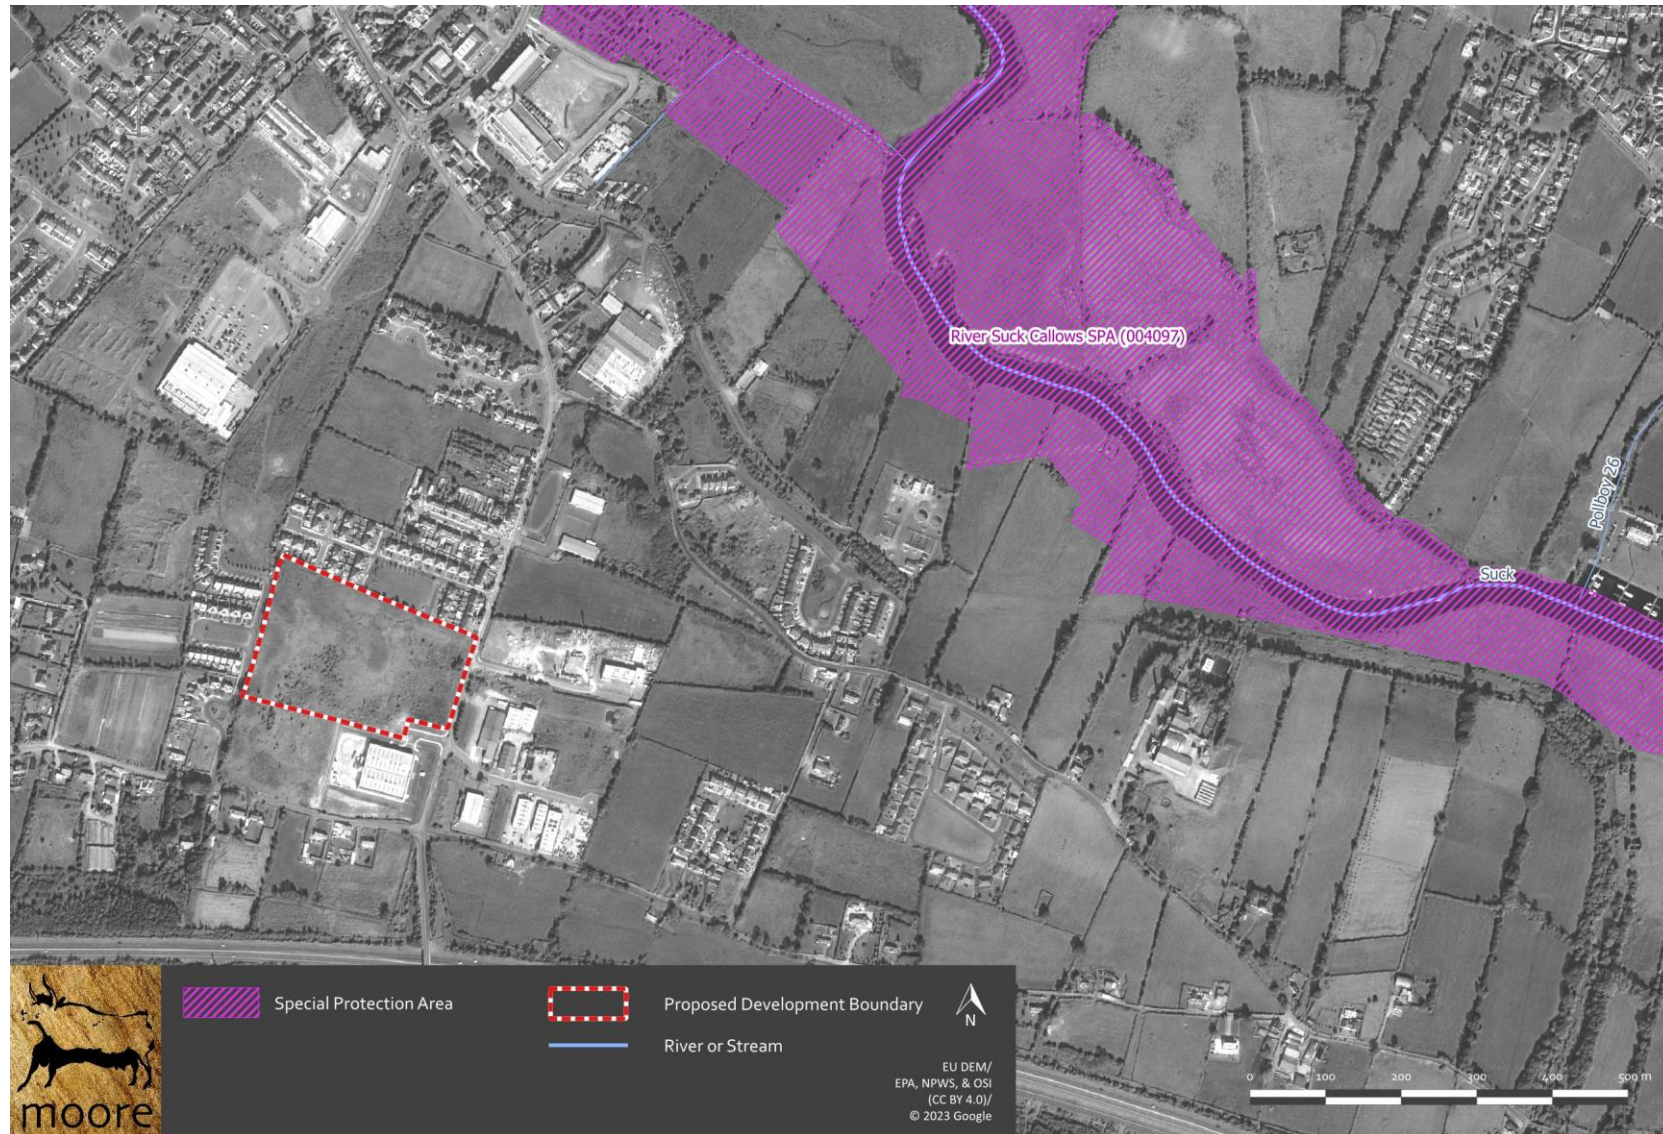 River Suck Callows SPA (004097)
Pollboy 26
Suck
Special Protection Area
Proposed Development Boundary
River or Stream
N
EU DEM/
EPA, NPWS, & OSI
(CC BY 4.0)/
© 2023 Google
0 100 200 300 400 500 m
moore